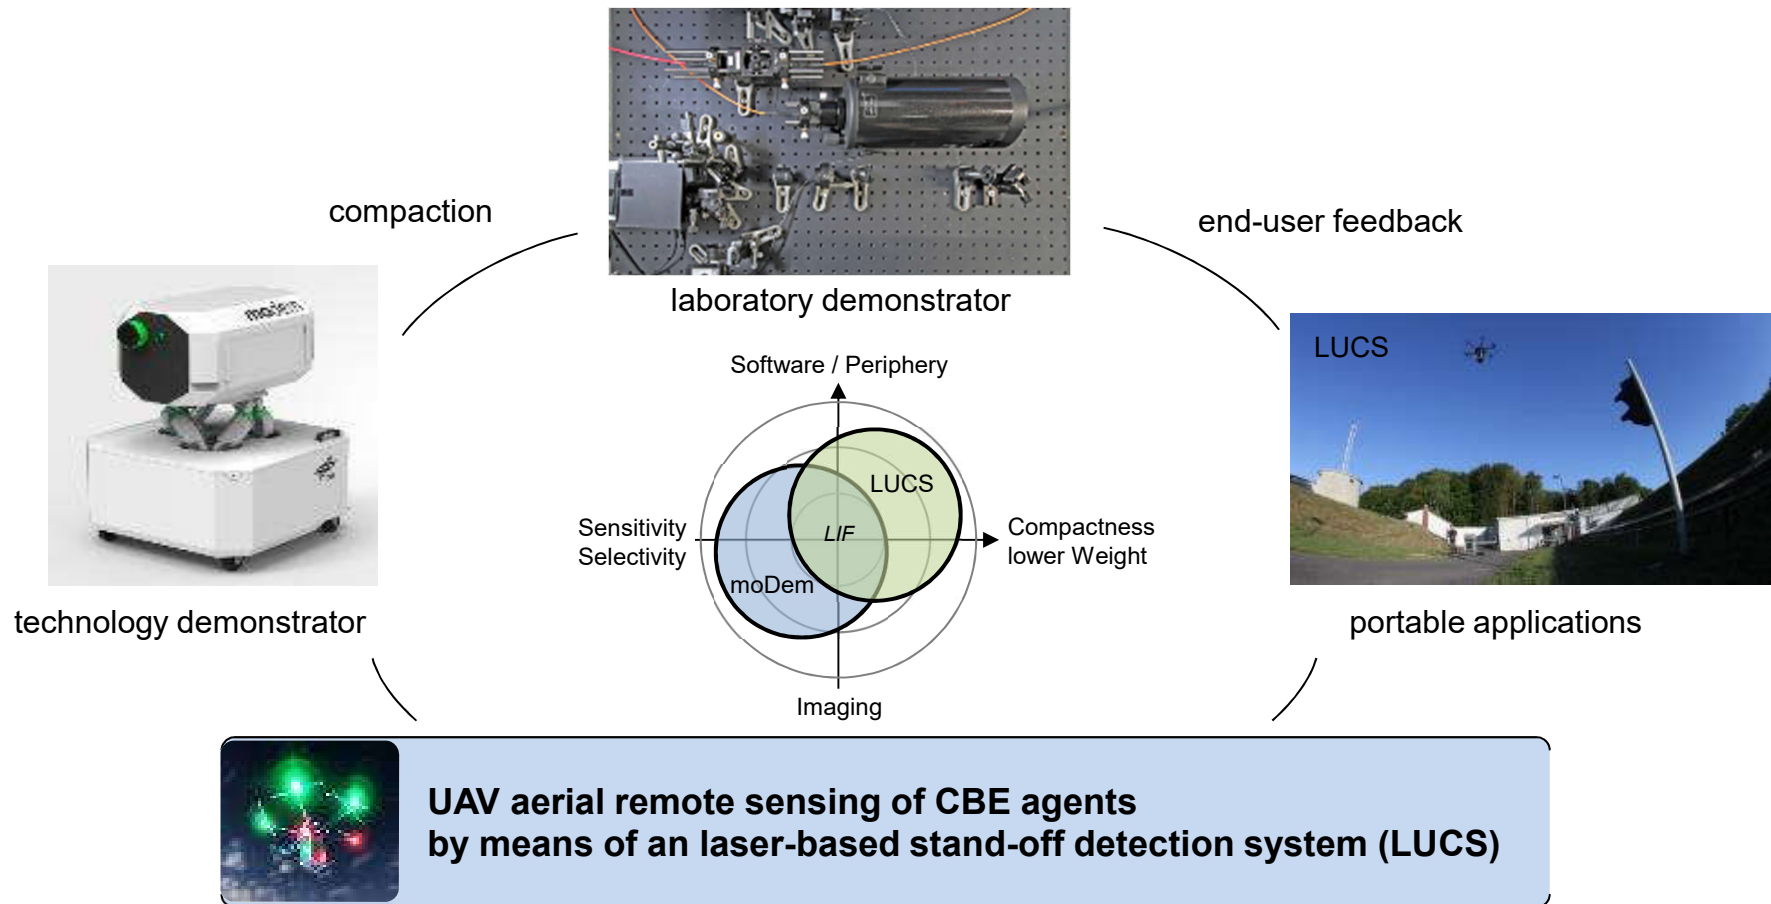 compaction
end-user feedback
laboratory demonstrator
moDem
LUCS
Software / Periphery
LUCS
LIF
Sensitivity
Selectivity
Compactness
lower Weight
moDem
technology demonstrator
portable applications
Imaging
UAV aerial remote sensing of CBE agents
by means of an laser-based stand-off detection system (LUCS)